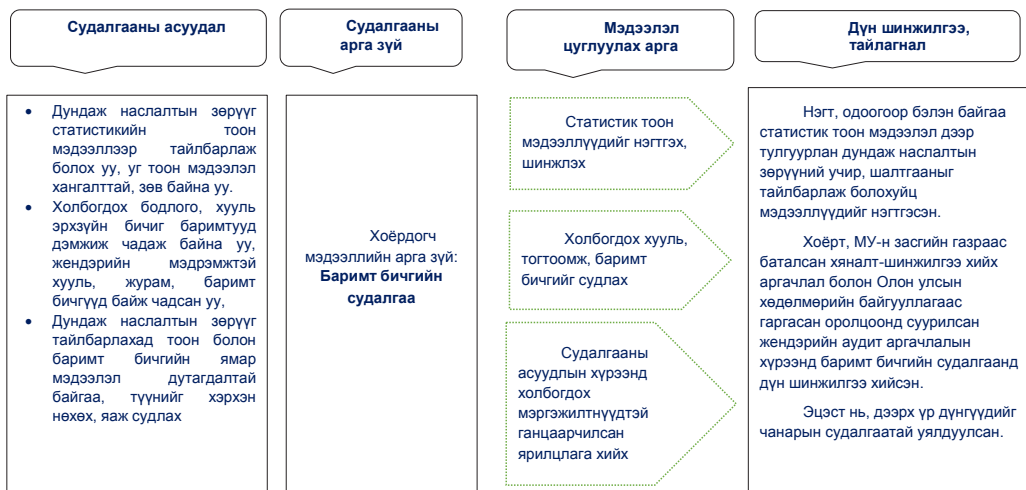 Судалгааны асуудал
Судалгааны
арга зүй
Мэдээлэл
цуглуулах арга
Дүн шинжилгээ,
тайлагнал
• Дундаж наслалтын зөрүүг
статистикийн тоон
мэдээллээр тайлбарлаж
болох уу, уг тоон мэдээлэл
хангалттай, зөв байна уу.
• Холбогдох бодлого, хууль
эрхзүйн бичиг баримтууд
дэмжиж чадаж байна уу,
жендэрийн мэдрэмжтэй
хууль, журам, баримт
бичгүүд байж чадсан уу,
• Дундаж наслалтын зөрүүг
тайлбарлахад тоон болон
баримт бичгийн ямар
мэдээлэл дутагдалтай
байгаа, түүнийг хэрхэн
нөхөх, яаж судлах
Хоёрдогч
мэдээллийн арга зүй:
Баримт бичгийн
судалгаа
Статистик тоон
мэдээллүүдийг нэгтгэх,
шинжлэх
Холбогдох хууль,
тогтоомж, баримт
бичгийг судлах
Судалгааны
асуудлын хүрээнд
холбогдох
мэргэжилтнүүдтэй
ганцаарчилсан
ярилцлага хийх
Нэгт, одоогоор бэлэн байгаа
статистик тоон мэдээлэл дээр
тулгуурлан дундаж наслалтын
зөрүүний учир, шалтгааныг
тайлбарлаж болохуйц
мэдээллүүдийг нэгтгэсэн.
Хоёрт, МУ-н засгийн газраас
баталсан хяналт-шинжилгээ хийх
аргачлал болон Олон улсын
хөдөлмөрийн байгууллагаас
гаргасан оролцоонд суурилсан
жендэрийн аудит аргачлалын
хүрээнд баримт бичгийн судалгаанд
дүн шинжилгээ хийсэн.
Эцэст нь, дээрх үр дүнгүүдийг
чанарын судалгаатай уялдуулсан.